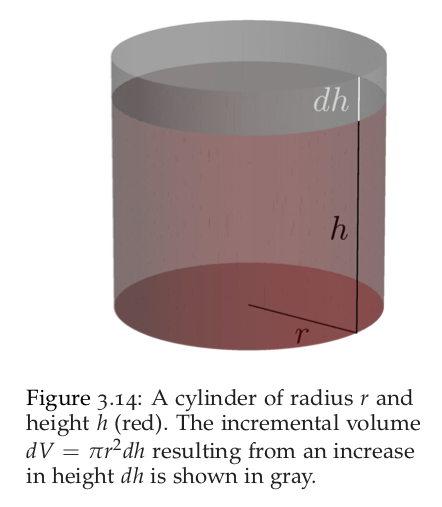 dh
h
r
Figure 3.14: A cylinder of radius r and
height h (red). The incremental volume
dV = πr²dh resulting from an increase
in height dh is shown in gray.